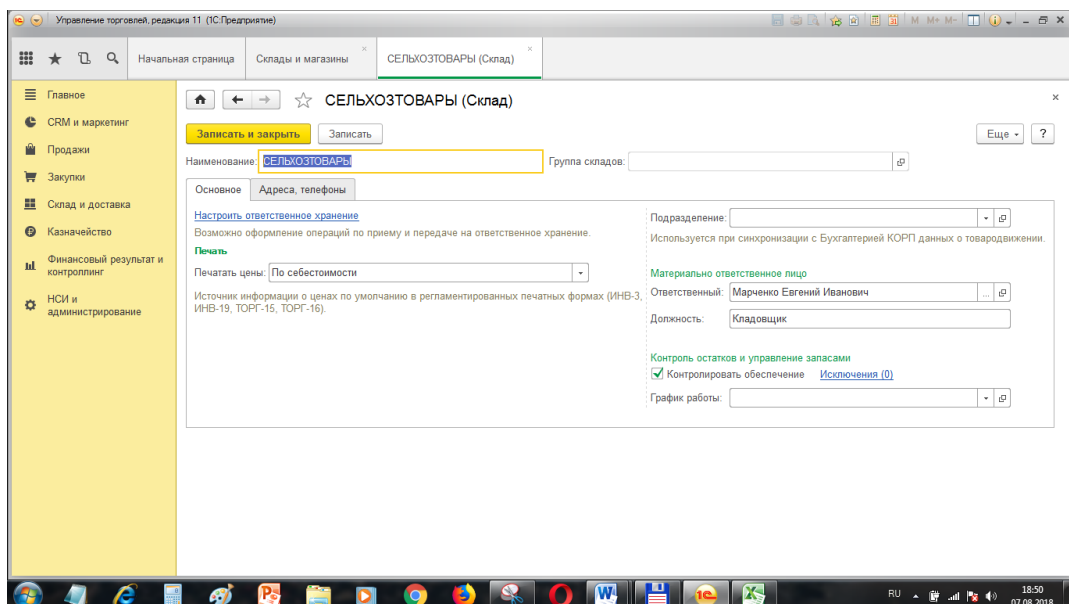 Управление торговлей, редакция 11 (1С:Предприятие)
M M+ M-
Начальная страница
Склады и магазины
СЕЛЬХОЗТОВАРЫ (Склад)
Главное
CRM и маркетинг
Продажи
Закупки
Склад и доставка
Казначейство
Финансовый результат и
контроллинг
НСИ и
администрирование
СЕЛЬХОЗТОВАРЫ (Склад)
Записать и закрыть
Записать
Еще
?
Наименование: СЕЛЬХОЗТОВАРЫ
Группа складов:
Основное
Адреса, телефоны
Настроить ответственное хранение
Возможно оформление операций по приему и передаче на ответственное хранение.
Печать
Печатать цены: По себестоимости
Источник информации о ценах по умолчанию в регламентированных печатных формах (ИНВ-3,
ИНВ-19, ТОРГ-15, ТОРГ-16).
Подразделение:
Используется при синхронизации с Бухгалтерией КОРП данных о товародвижении.
Материально ответственное лицо
Ответственный: Марченко Евгений Иванович
...
Должность: Кладовщик
Контроль остатков и управление запасами
Контролировать обеспечение Исключения (0)
График работы:
RU
18:50
07.08.2018